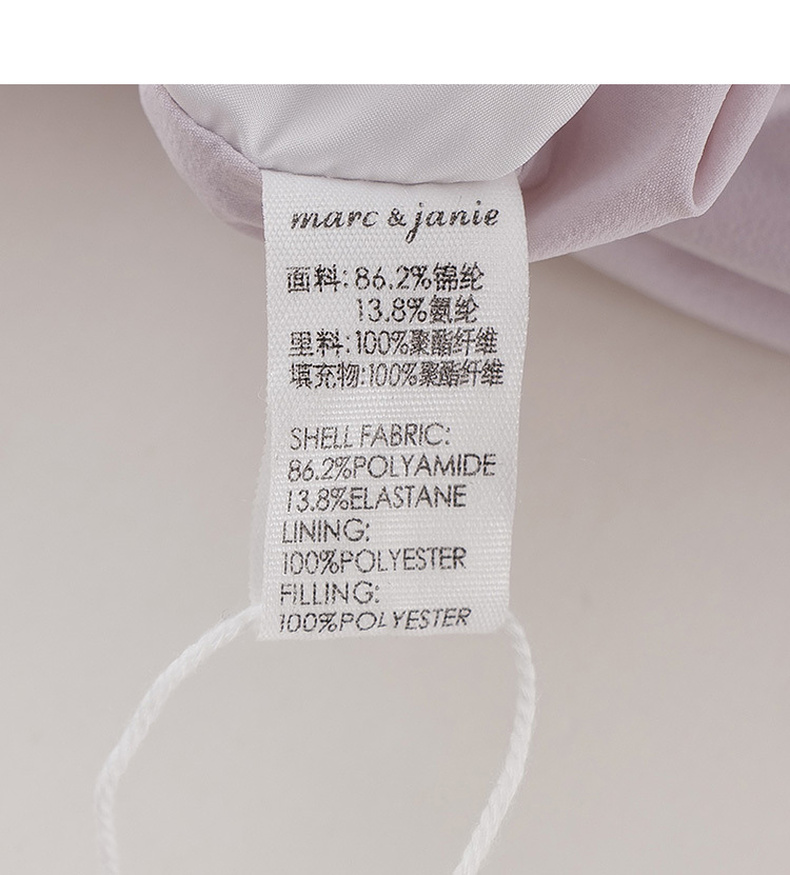 marc & janie
面料:86.2%锦纶
13.8%氨纶
里料:100%聚酯纤维
填充物:100%聚酯纤维
SHELL FABRIC:
86.2%POLYAMIDE
13.8%ELASTANE
LINING:
100%POLYESTER
FILLING:
100%POLYESTER